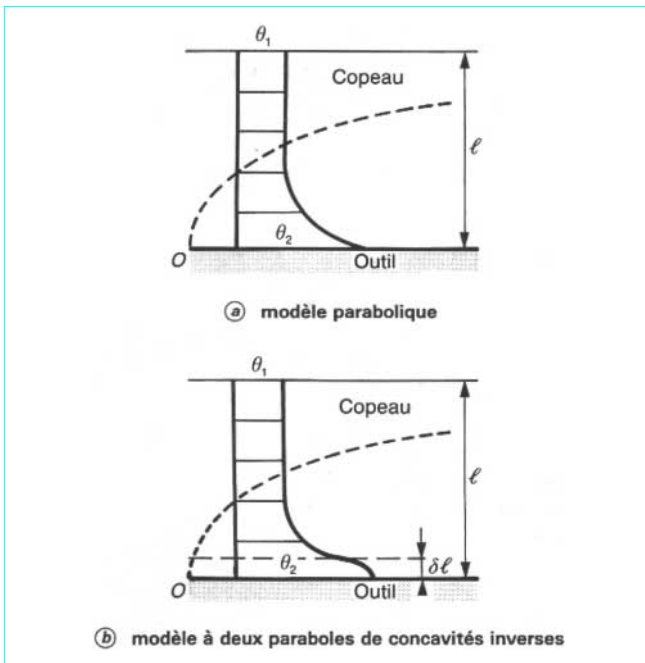 θ₁
Copeau
ℓ
θ₂
O
Outil
ⓐ modèle parabolique
θ₁
Copeau
ℓ
θ₂
δℓ
O
Outil
ⓑ modèle à deux paraboles de concavités inverses